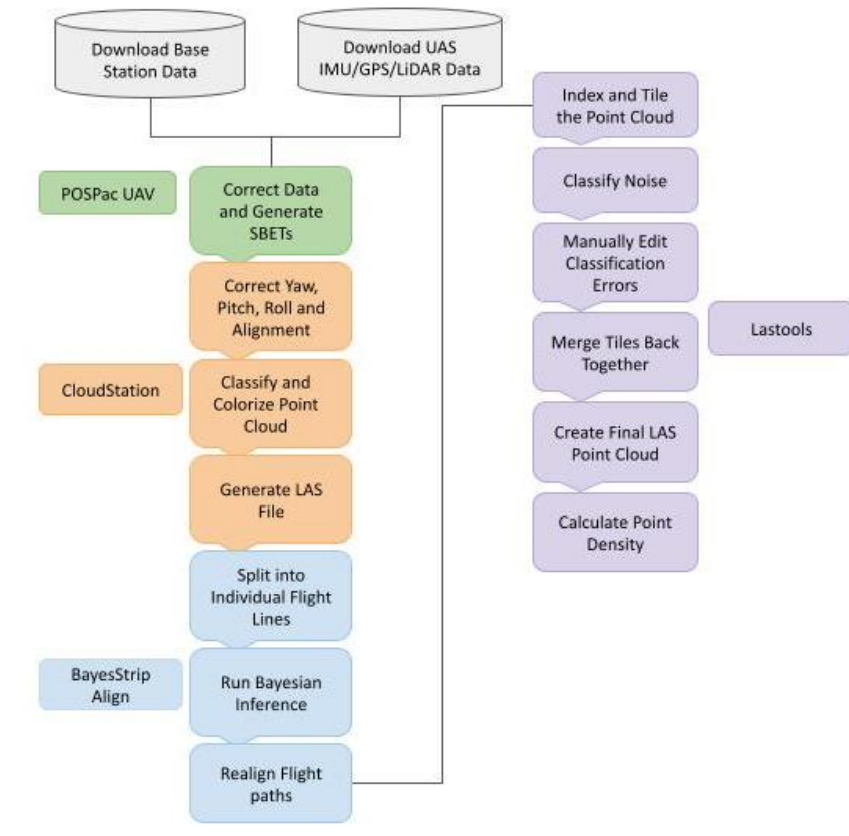 Download Base
Station Data
Download UAS
IMU/GPS/LiDAR Data
POSPac UAV
Correct Data
and Generate
SBETs
Correct Yaw,
Pitch, Roll and
Alignment
CloudStation
Classify and
Colorize Point
Cloud
Generate LAS
File
Split into
Individual Flight
Lines
BayesStrip
Align
Run Bayesian
Inference
Realign Flight
paths
Index and Tile
the Point Cloud
Classify Noise
Manually Edit
Classification
Errors
Merge Tiles Back
Together
Lastools
Create Final LAS
Point Cloud
Calculate Point
Density